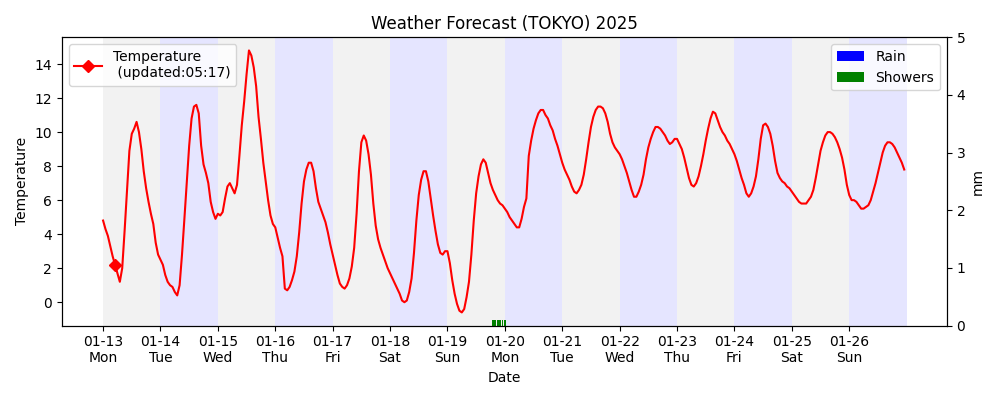 Weather Forecast (TOKYO) 2025
Temperature
(updated:05:17)
Rain
Showers
Temperature
14
12
10
8
6
4
2
0
5
4
3
2
1
0
mm
01-13 01-14 01-15 01-16 01-17 01-18 01-19 01-20 01-21 01-22 01-23 01-24 01-25 01-26
Mon Tue Wed Thu Fri Sat Sun Mon Tue Wed Thu Fri Sat Sun
Date